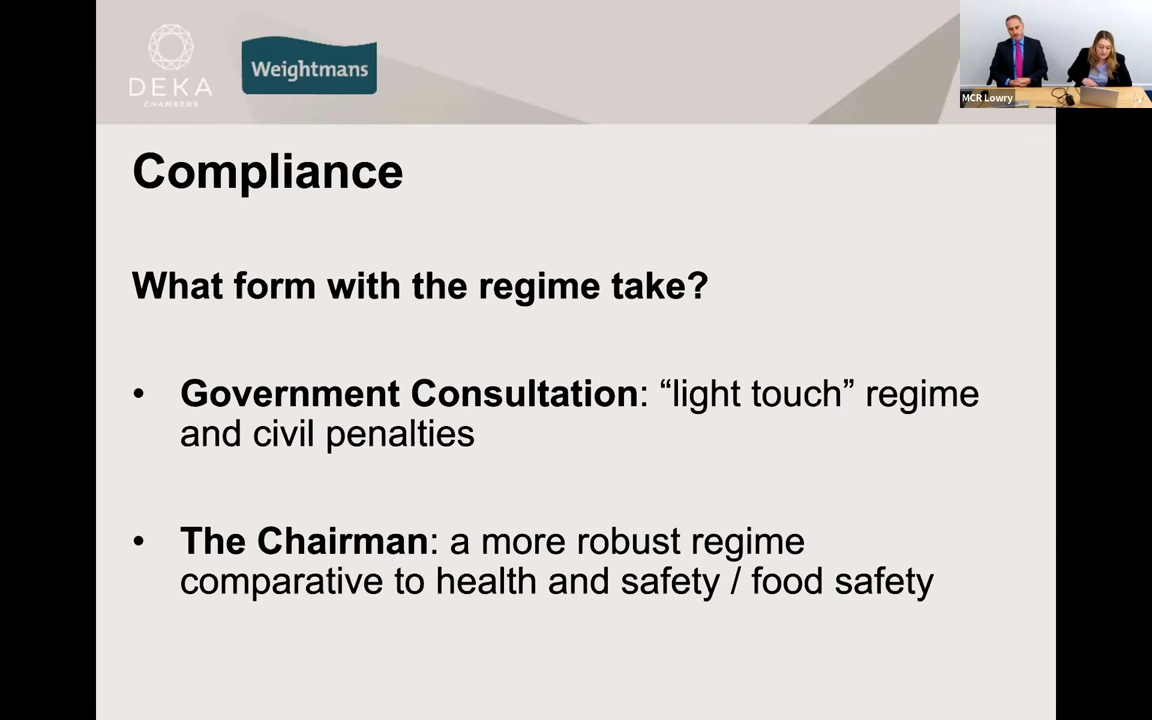 DEKA
CHAMBERS
Weightmans
MCR Lowry
Compliance
What form with the regime take?
• Government Consultation: “light touch” regime
and civil penalties
• The Chairman: a more robust regime
comparative to health and safety / food safety